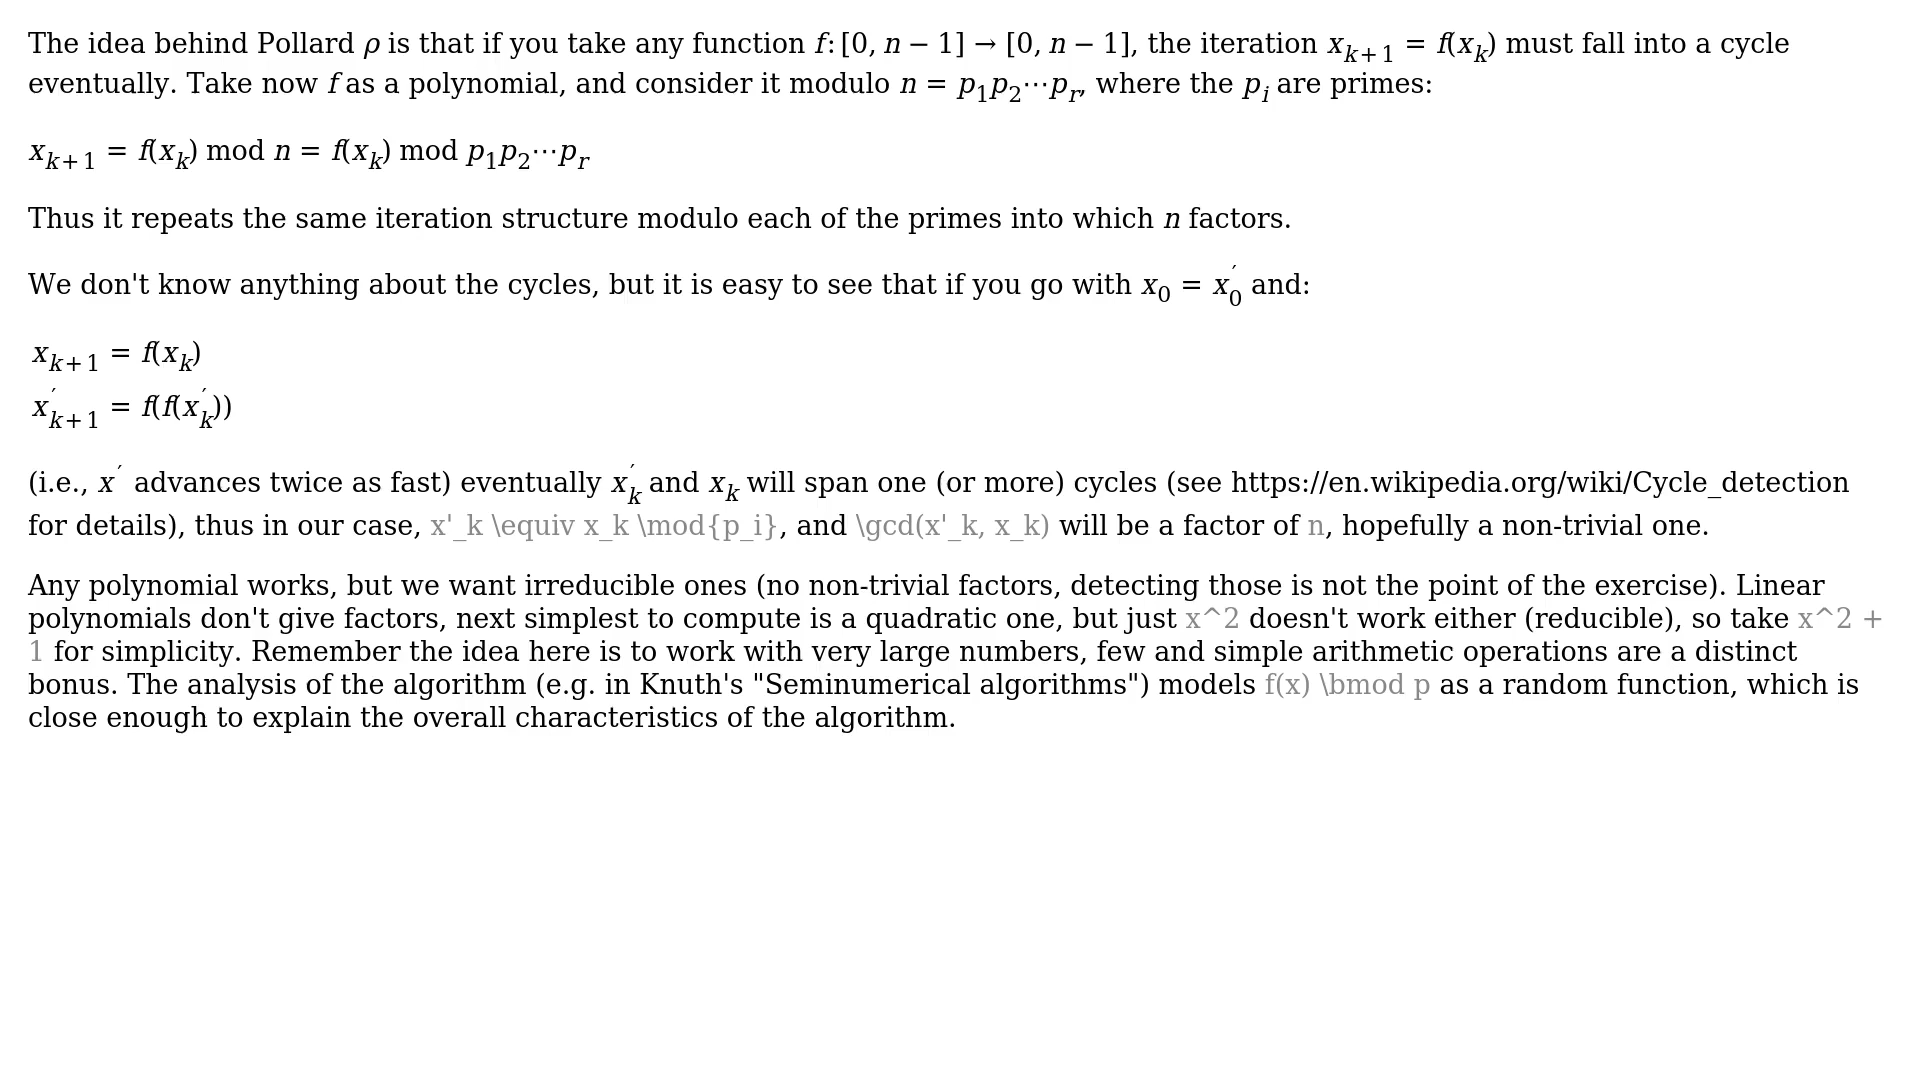 The idea behind Pollard ρ is that if you take any function f: [0, n − 1] → [0, n − 1], the iteration x_{k+1} = f(x_k) must fall into a cycle
eventually. Take now f as a polynomial, and consider it modulo n = p_1p_2⋯p_r, where the p_i are primes:
x_{k+1} = f(x_k) mod n = f(x_k) mod p_1p_2⋯p_r
Thus it repeats the same iteration structure modulo each of the primes into which n factors.
We don't know anything about the cycles, but it is easy to see that if you go with x_0 = x′_0 and:
x_{k+1} = f(x_k)
x′_{k+1} = f(f(x′_k))
(i.e., x′ advances twice as fast) eventually x′_k and x_k will span one (or more) cycles (see https://en.wikipedia.org/wiki/Cycle_detection
for details), thus in our case, x'_k \equiv x_k \mod{p_i}, and \gcd(x'_k, x_k) will be a factor of n, hopefully a non-trivial one.
Any polynomial works, but we want irreducible ones (no non-trivial factors, detecting those is not the point of the exercise). Linear
polynomials don't give factors, next simplest to compute is a quadratic one, but just x^2 doesn't work either (reducible), so take x^2 +
1 for simplicity. Remember the idea here is to work with very large numbers, few and simple arithmetic operations are a distinct
bonus. The analysis of the algorithm (e.g. in Knuth's "Seminumerical algorithms") models f(x) \bmod p as a random function, which is
close enough to explain the overall characteristics of the algorithm.